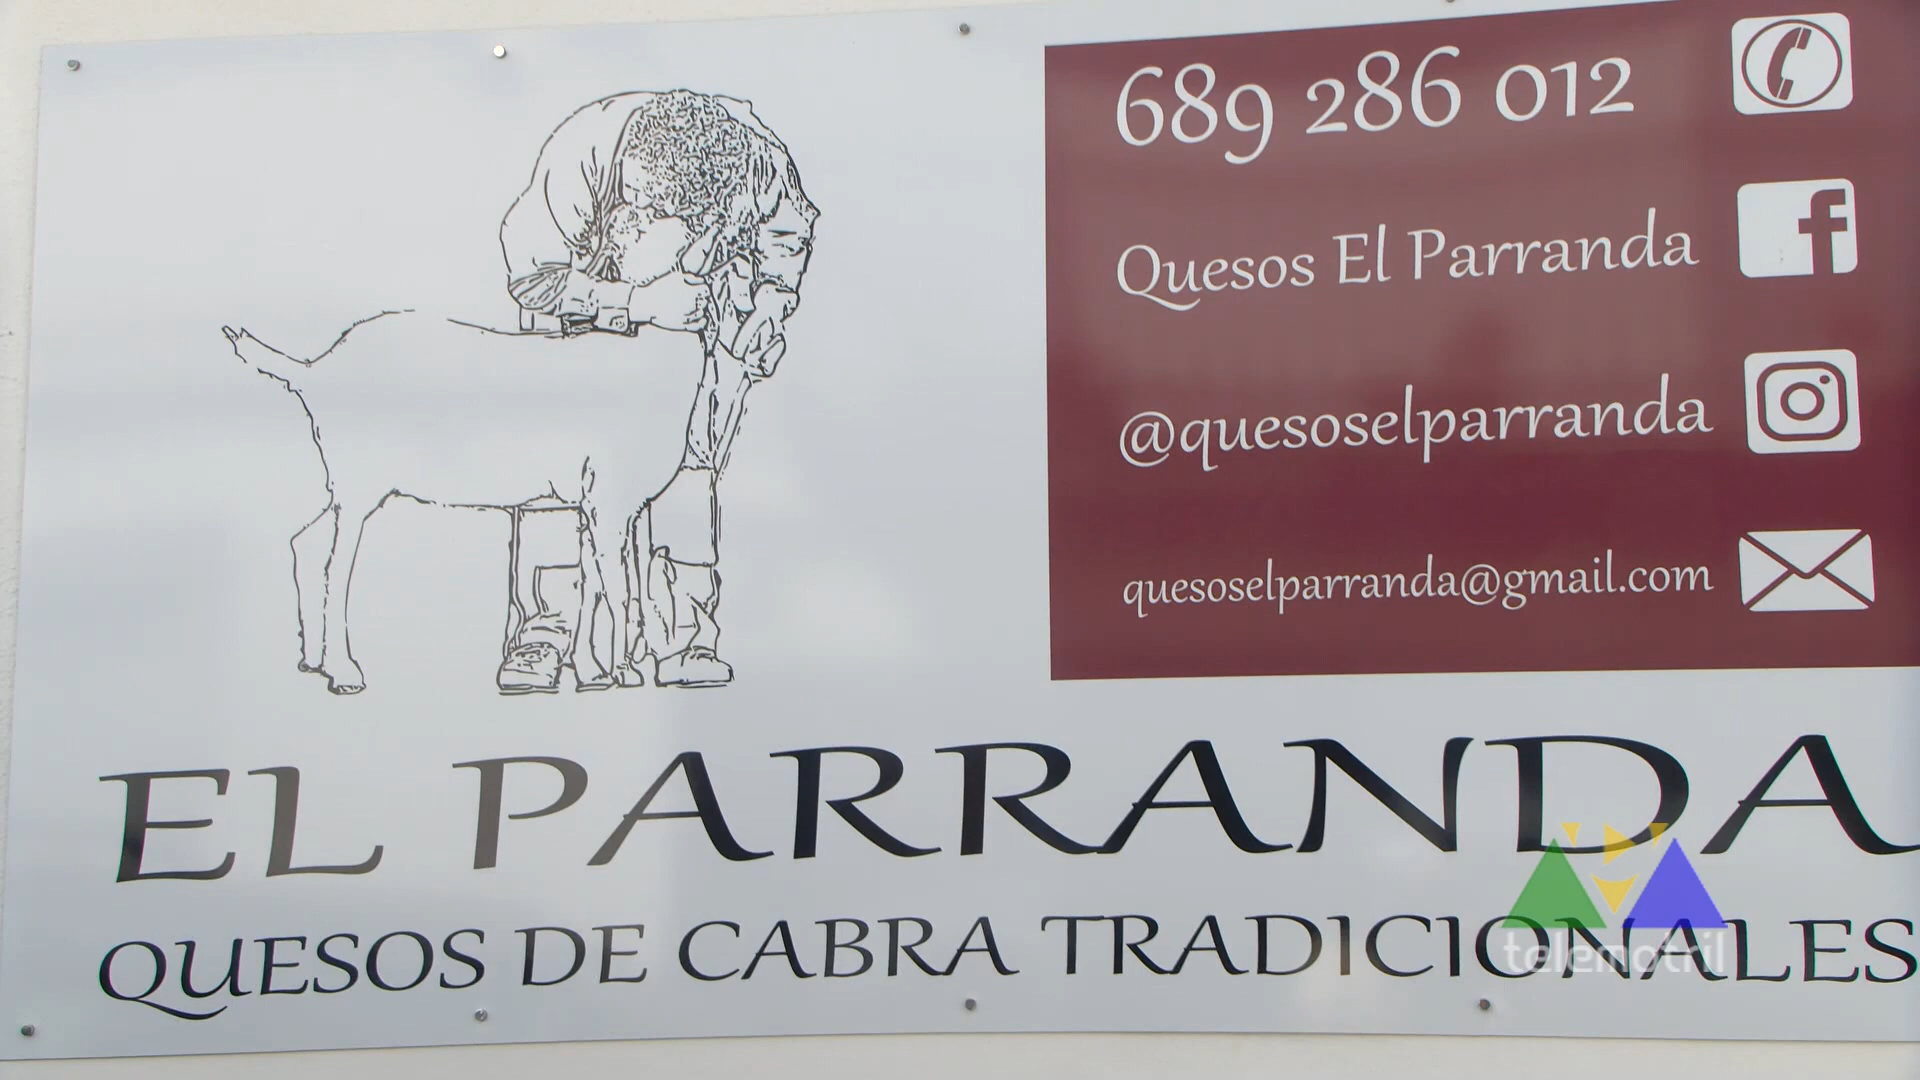 689 286 012
Quesos El Parranda
@quesoselparranda
quesoselparranda@gmail.com
EL PARRANDA
QUESOS DE CABRA TRADICIONALES
telemotril